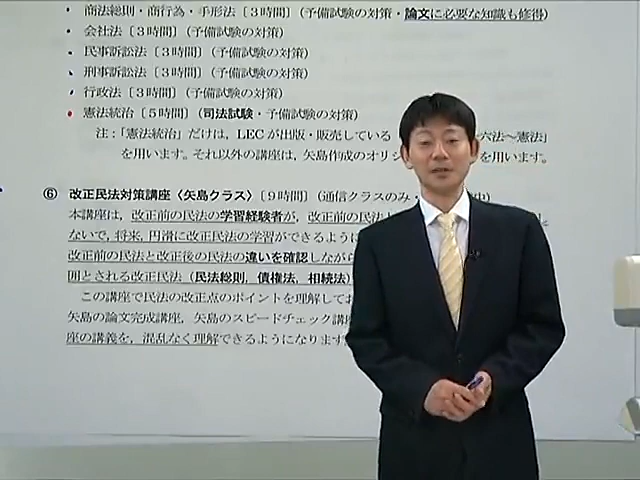 ・ 商法総則・商行為・手形法〔３時間〕（予備試験の対策・論文に必要な知識も修得）
・ 会社法〔３時間〕（予備試験の対策）
・ 民事訴訟法〔３時間〕（予備試験の対策）
・ 刑事訴訟法〔３時間〕（予備試験の対策）
・ 行政法〔３時間〕（予備試験の対策）
・ 憲法統治〔５時間〕（司法試験・予備試験の対策）
注：「憲法統治」だけは，LECが出版・販売している 六法～憲法」
を用います。それ以外の講座は，矢島作成のオリジ を用います。
⑥ 改正民法対策講座〈矢島クラス〉〔９時間〕（通信クラスのみ・ 中）
本講座は，改正前の民法の学習経験者が，改正前の民法
ないで，将来，円滑に改正民法の学習ができるように
改正前の民法と改正後の民法の違いを確認しながら
囲とされる改正民法（民法総則，債権法，相続法）
この講座で民法の改正点のポイントを理解してお
矢島の論文完成講座，矢島のスピードチェック講座
座の講義を，混乱なく理解できるようになります